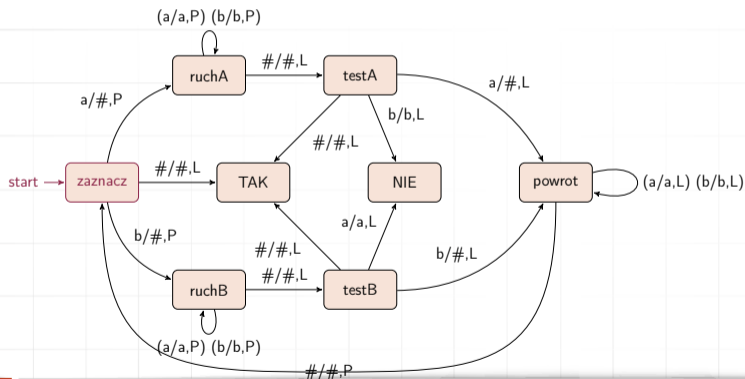 (a/a,P) (b/b,P)
ruchA
#/#,L
testA
a/#,L
a/#,P
b/b,L
#/#,L
start
zaznacz
#/#,L
TAK
NIE
powrot
(a/a,L) (b/b,L)
b/#,P
a/a,L
#/#,L
b/#,L
ruchB
#/#,L
testB
(a/a,P) (b/b,P)
#/#,P